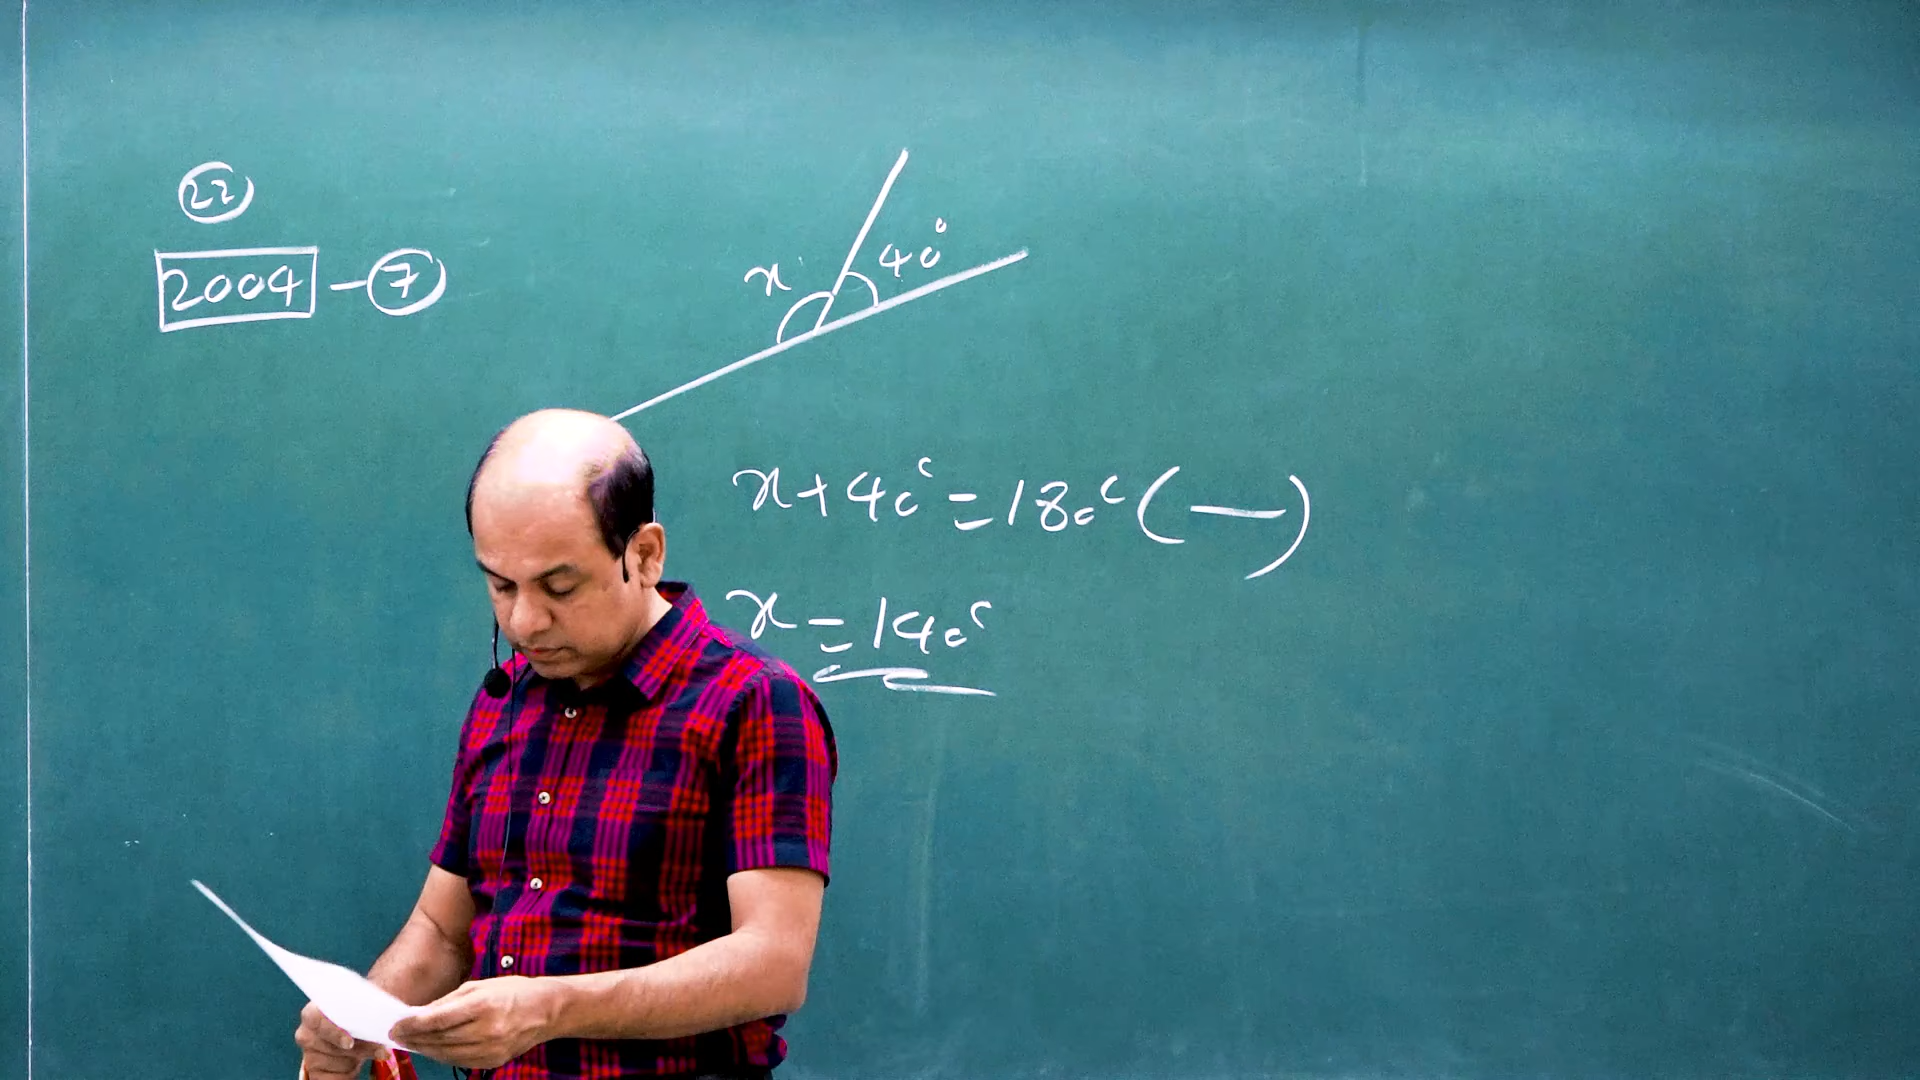 22
2004 - 7
x 40°
x + 40° = 180° ( — )
x = 140°